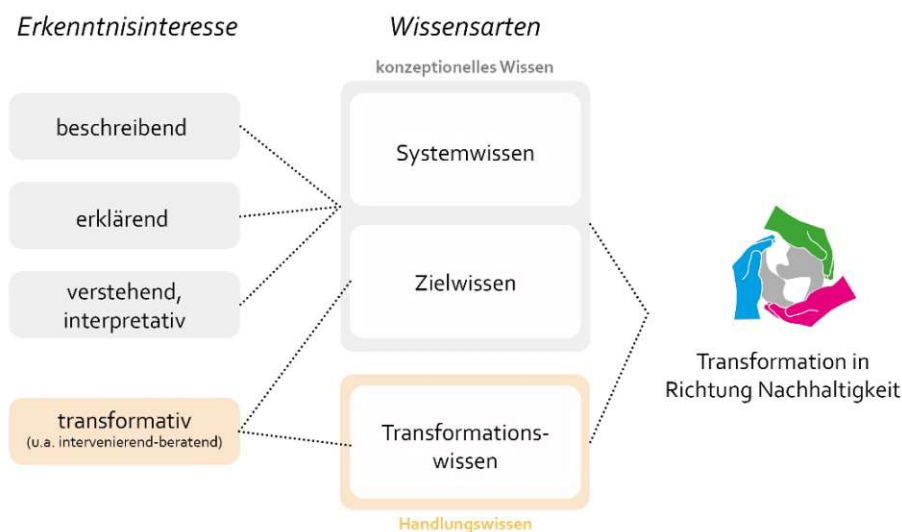 Erkenntnisinteresse
Wissensarten
konzeptionelles Wissen
beschreibend
erklärend
verstehend,
interpretativ
transformativ
(u.a. intervenierend-beratend)
Systemwissen
Zielwissen
Transformations-
wissen
Handlungswissen
Transformation in
Richtung Nachhaltigkeit